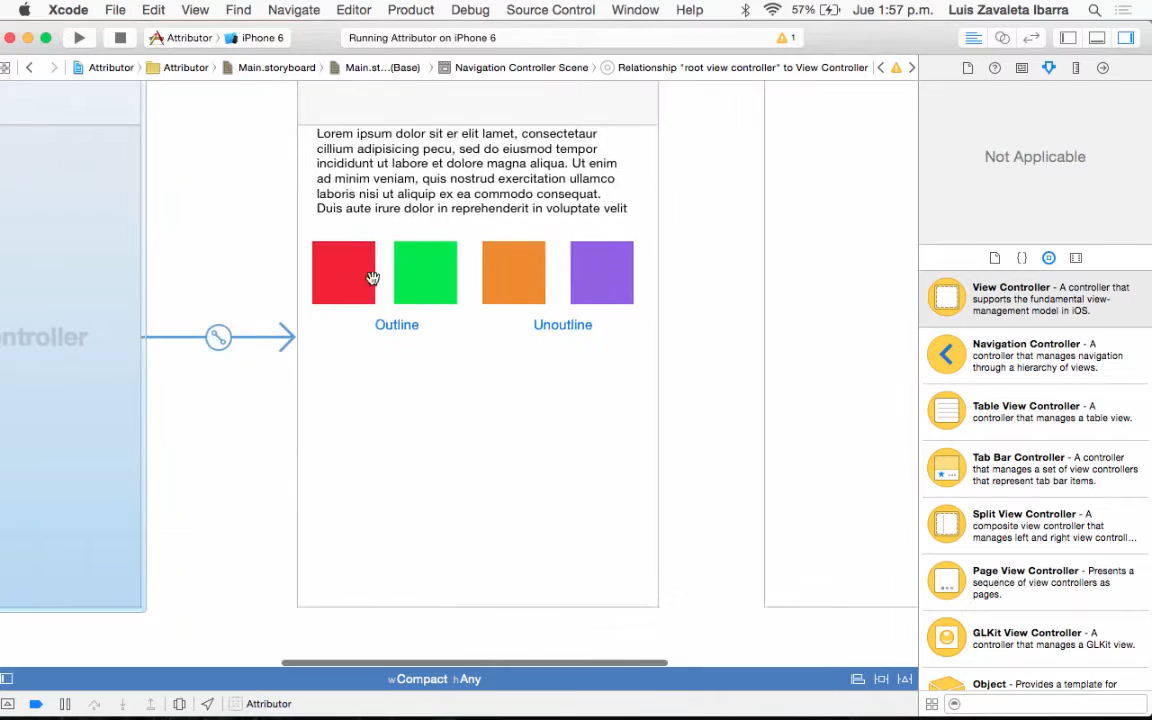 Xcode File Edit View Find Navigate Editor Product Debug Source Control Window Help 57% Jue 1:57 p.m. Luis Zavaleta Ibarra
Attributor iPhone 6 Running Attributor on iPhone 6 1
Attributor Attributor Main.storyboard Main.st...(Base) Navigation Controller Scene Relationship "root view controller" to View Controller
Lorem ipsum dolor sit er elit lamet, consectetaur
cillium adipisicing pecu, sed do eiusmod tempor
incididunt ut labore et dolore magna aliqua. Ut enim
ad minim veniam, quis nostrud exercitation ullamco
laboris nisi ut aliquip ex ea commodo consequat.
Duis aute irure dolor in reprehenderit in voluptate velit
Outline Unoutline
ontroller
wCompact hAny
Attributor
Not Applicable
{ }
View Controller - A controller that
supports the fundamental view-
management model in iOS.
Navigation Controller - A
controller that manages navigation
through a hierarchy of views.
Table View Controller - A
controller that manages a table view.
Tab Bar Controller - A controller
that manages a set of view controllers
that represent tab bar items.
Split View Controller - A
composite view controller that
manages left and right view controll...
Page View Controller - Presents a
sequence of view controllers as
pages.
GLKit View Controller - A
controller that manages a GLKit view.
Object - Provides a template for